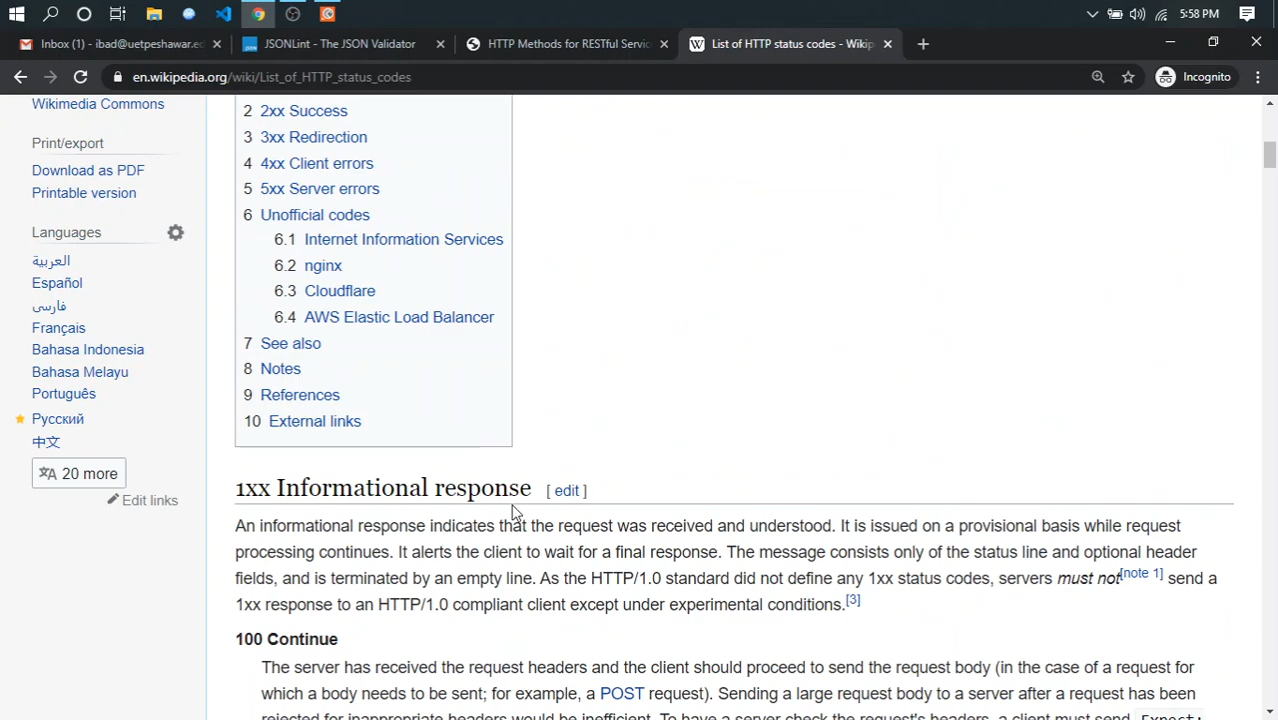 5:58 PM
Inbox (1) - ibad@uetpeshawar.ed
JSONLint - The JSON Validator
HTTP Methods for RESTful Servic
List of HTTP status codes - Wikip
en.wikipedia.org/wiki/List_of_HTTP_status_codes
Incognito
Wikimedia Commons
Print/export
Download as PDF
Printable version
Languages
العربية
Español
فارسی
Français
Bahasa Indonesia
Bahasa Melayu
Português
Русский
中文
20 more
Edit links
2 2xx Success
3 3xx Redirection
4 4xx Client errors
5 5xx Server errors
6 Unofficial codes
6.1 Internet Information Services
6.2 nginx
6.3 Cloudflare
6.4 AWS Elastic Load Balancer
7 See also
8 Notes
9 References
10 External links
1xx Informational response [ edit ]
An informational response indicates that the request was received and understood. It is issued on a provisional basis while request
processing continues. It alerts the client to wait for a final response. The message consists only of the status line and optional header
fields, and is terminated by an empty line. As the HTTP/1.0 standard did not define any 1xx status codes, servers must not[note 1] send a
1xx response to an HTTP/1.0 compliant client except under experimental conditions.[3]
100 Continue
The server has received the request headers and the client should proceed to send the request body (in the case of a request for
which a body needs to be sent; for example, a POST request). Sending a large request body to a server after a request has been
rejected for inappropriate headers would be inefficient. To have a server check the request's headers, a client must send Expect: